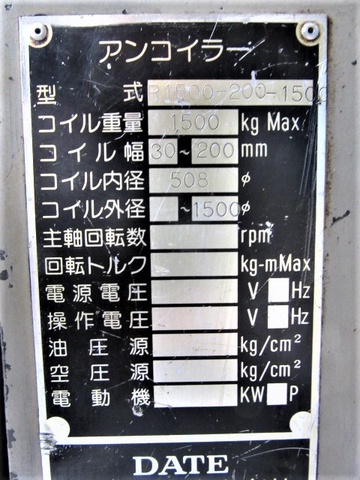 アンコイラー
型 式 R1500-200-1500
コイル重量 1500 kg Max
コイル幅 30~200 mm
コイル内径 508 φ
コイル外径 ~1500 φ
主軸回転数 rpm
回転トルク kg-mMax
電源電圧 V Hz
操作電圧 V Hz
油圧源 kg/cm²
空圧源 kg/cm²
電動機 KW P
DATE